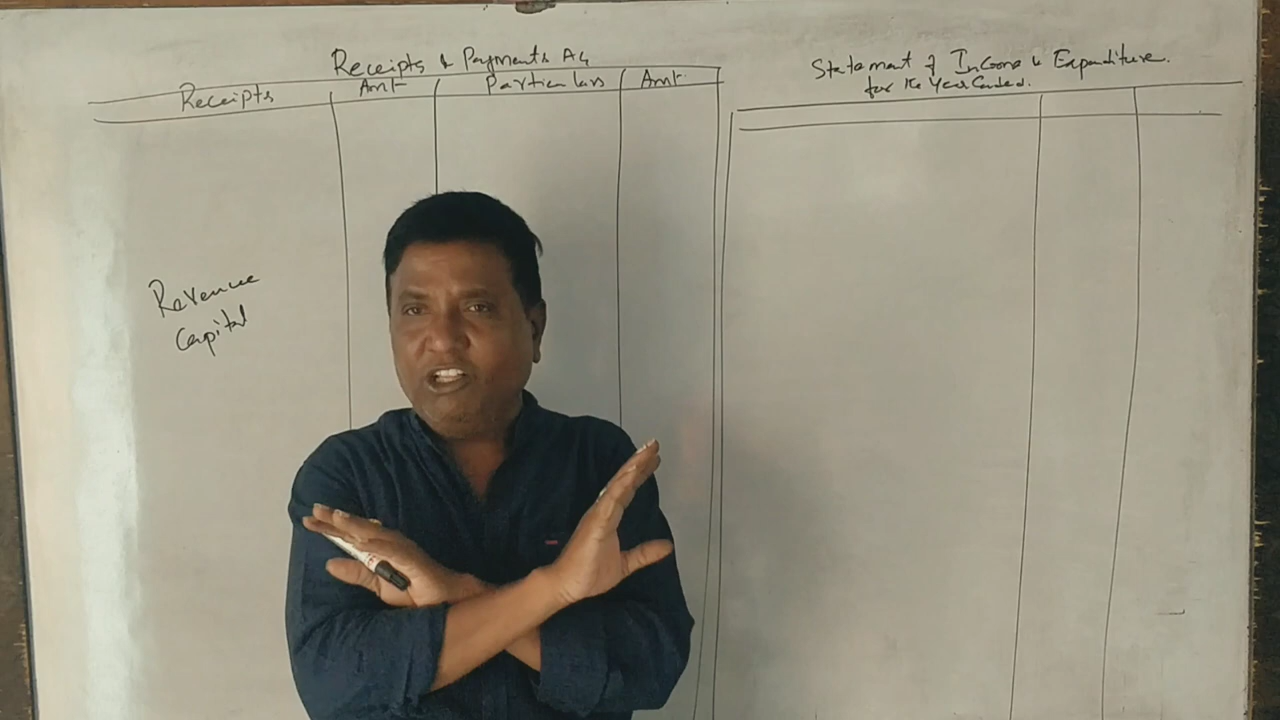 Receipts & Payments A/c
Receipts Amt Particulars Amt
Revenue
Capital
Statement of Income & Expenditure.
for the Year ended.